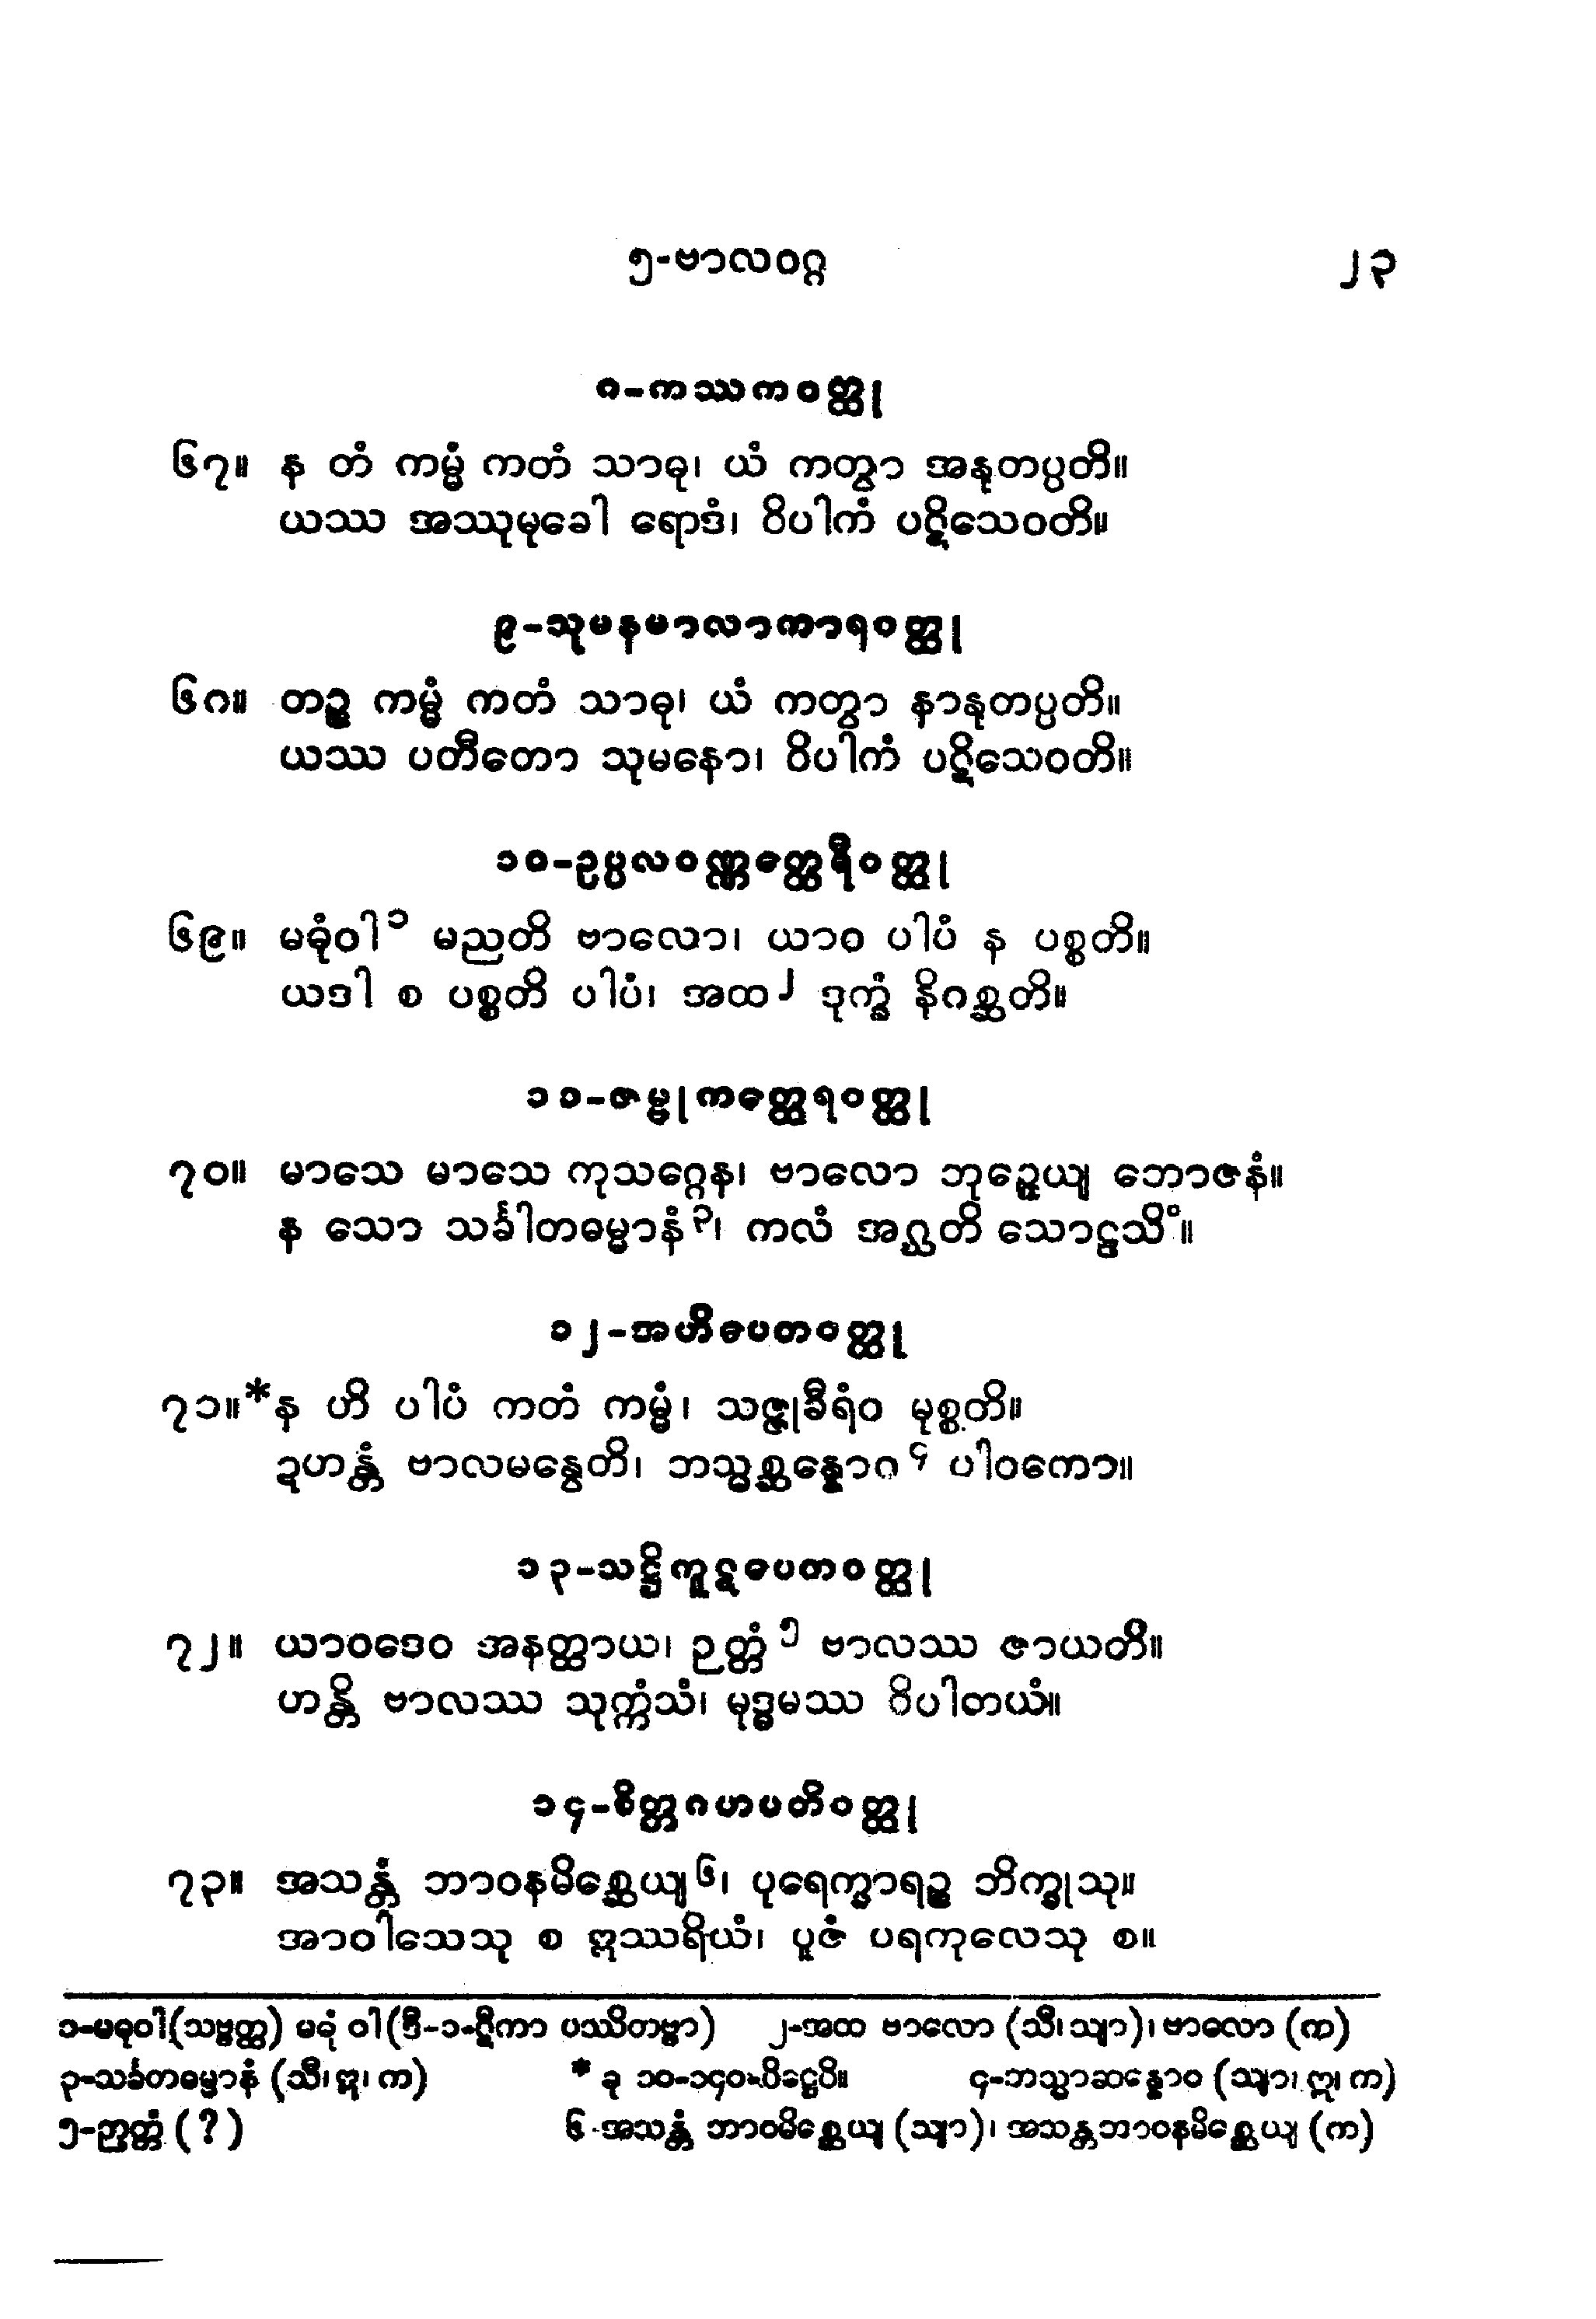 ၅-ဗာလဝဂ္ဂ ၂၃
၈-ကဿကဝတ္ထု
၆၇။ န တံ ကမ္မံ ကတံ သာဓု၊ ယံ ကတွာ အနုတပ္ပတိ။
ယဿ အဿုမုခေါ ရောဒံ၊ ဝိပါကံ ပဋိသေဝတိ။
၉-သုမနမာလာကာရဝတ္ထု
၆၈။ တဉ္စ ကမ္မံ ကတံ သာဓု၊ ယံ ကတွာ နာနုတပ္ပတိ။
ယဿ ပတီတော သုမနော၊ ဝိပါကံ ပဋိသေဝတိ။
၁၀-ဥပ္ပလဝဏ္ဏတ္ထေရီဝတ္ထု
၆၉။ မဓုံဝါ၁ မညတိ ဗာလော၊ ယာဝ ပါပံ န ပစ္စတိ။
ယဒါ စ ပစ္စတိ ပါပံ၊ အထ၂ ဒုက္ခံ နိဂစ္ဆတိ။
၁၁-ဇမ္ဗုကတ္ထေရဝတ္ထု
၇၀။ မာသေ မာသေ ကုသဂ္ဂေန၊ ဗာလော ဘုဉ္ဇေယျ ဘောဇနံ။
န သော သင်္ခါတဓမ္မာနံ၃၊ ကလံ အဂ္ဃတိ သောဠသိံ။
၁၂-အဟိပေတဝတ္ထု
၇၁။*န ဟိ ပါပံ ကတံ ကမ္မံ၊ သဇ္ဇုခီရံဝ မုစ္စတိ။
ဍဟန္တံ ဗာလမန္ဝေတိ၊ ဘသ္မစ္ဆန္နောဝ၄ ပါဝကော။
၁၃-သဋ္ဌိကူဋပေတဝတ္ထု
၇၂။ ယာဝဒေဝ အနတ္ထာယ၊ ဉတ္တံ၅ ဗာလဿ ဇာယတိ။
ဟန္တိ ဗာလဿ သုက္ကံသံ၊ မုဒ္ဓမဿ ဝိပါတယံ။
၁၄-စိတ္တဂဟပတိဝတ္ထု
၇၃။ အသန္တံ ဘာဝနမိစ္ဆေယျ၆၊ ပုရေက္ခာရဉ္စ ဘိက္ခုသု။
အာဝါသေသု စ ဣဿရိယံ၊ ပူဇံ ပရကုလေသု စ။
၁-မဓုဝါ(သဗ္ဗတ္ထ) မဓုံ ဝါ(ဒီ-၁-ဋီကာ ပဿိတဗ္ဗာ) ၂-အထ ဗာလော (သီ၊သျာ)၊ဗာလော (က)
၃-သင်္ခတဓမ္မာနံ (သီ၊ဣ၊က) * ခု ၁၀-၁၄၀-ပိဋ္ဌေပိ။ ၄-ဘသ္မာဆန္နောဝ (သျာ၊ဣ၊က)
၅-ဉာတ္တံ (?) ၆-အသန္တံ ဘာဝမိစ္ဆေယျ (သျာ)၊ အသန္တဘာဝနမိစ္ဆေယျ (က)